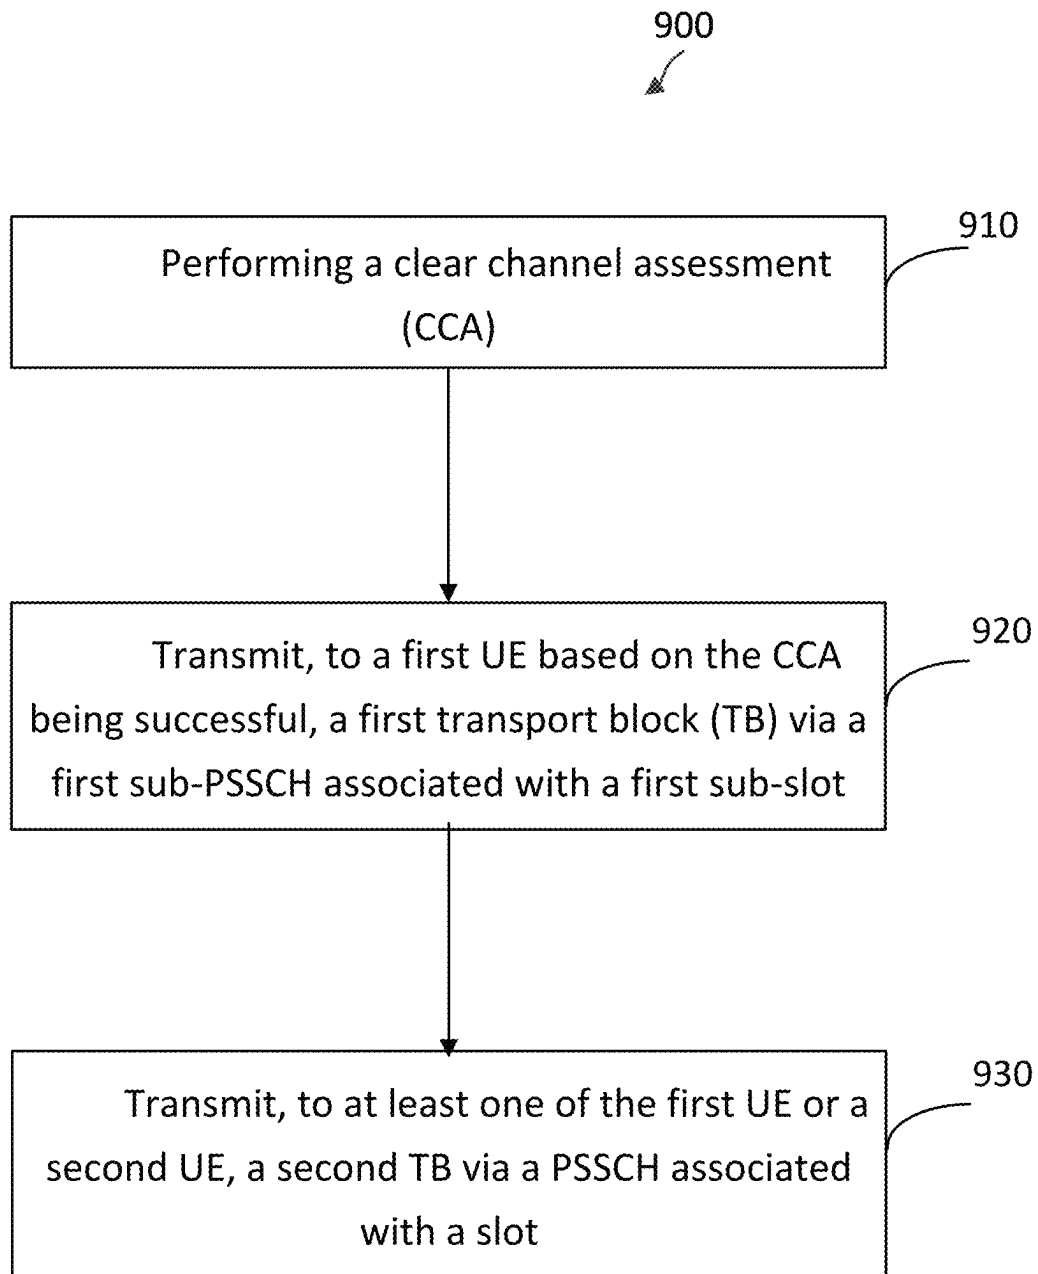 900
910
Performing a clear channel assessment
(CCA)
920
Transmit, to a first UE based on the CCA
being successful, a first transport block (TB) via a
first sub-PSSCH associated with a first sub-slot
930
Transmit, to at least one of the first UE or a
second UE, a second TB via a PSSCH associated
with a slot